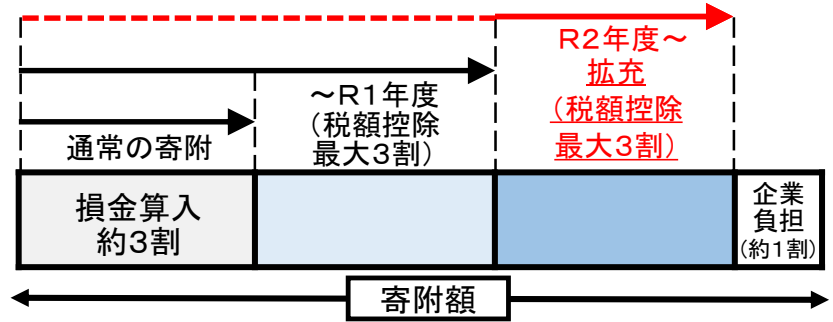 R2年度~
拡充
(税額控除
最大3割)
~R1年度
(税額控除
最大3割)
通常の寄附
損金算入
約3割
企業
負担
(約1割)
寄附額